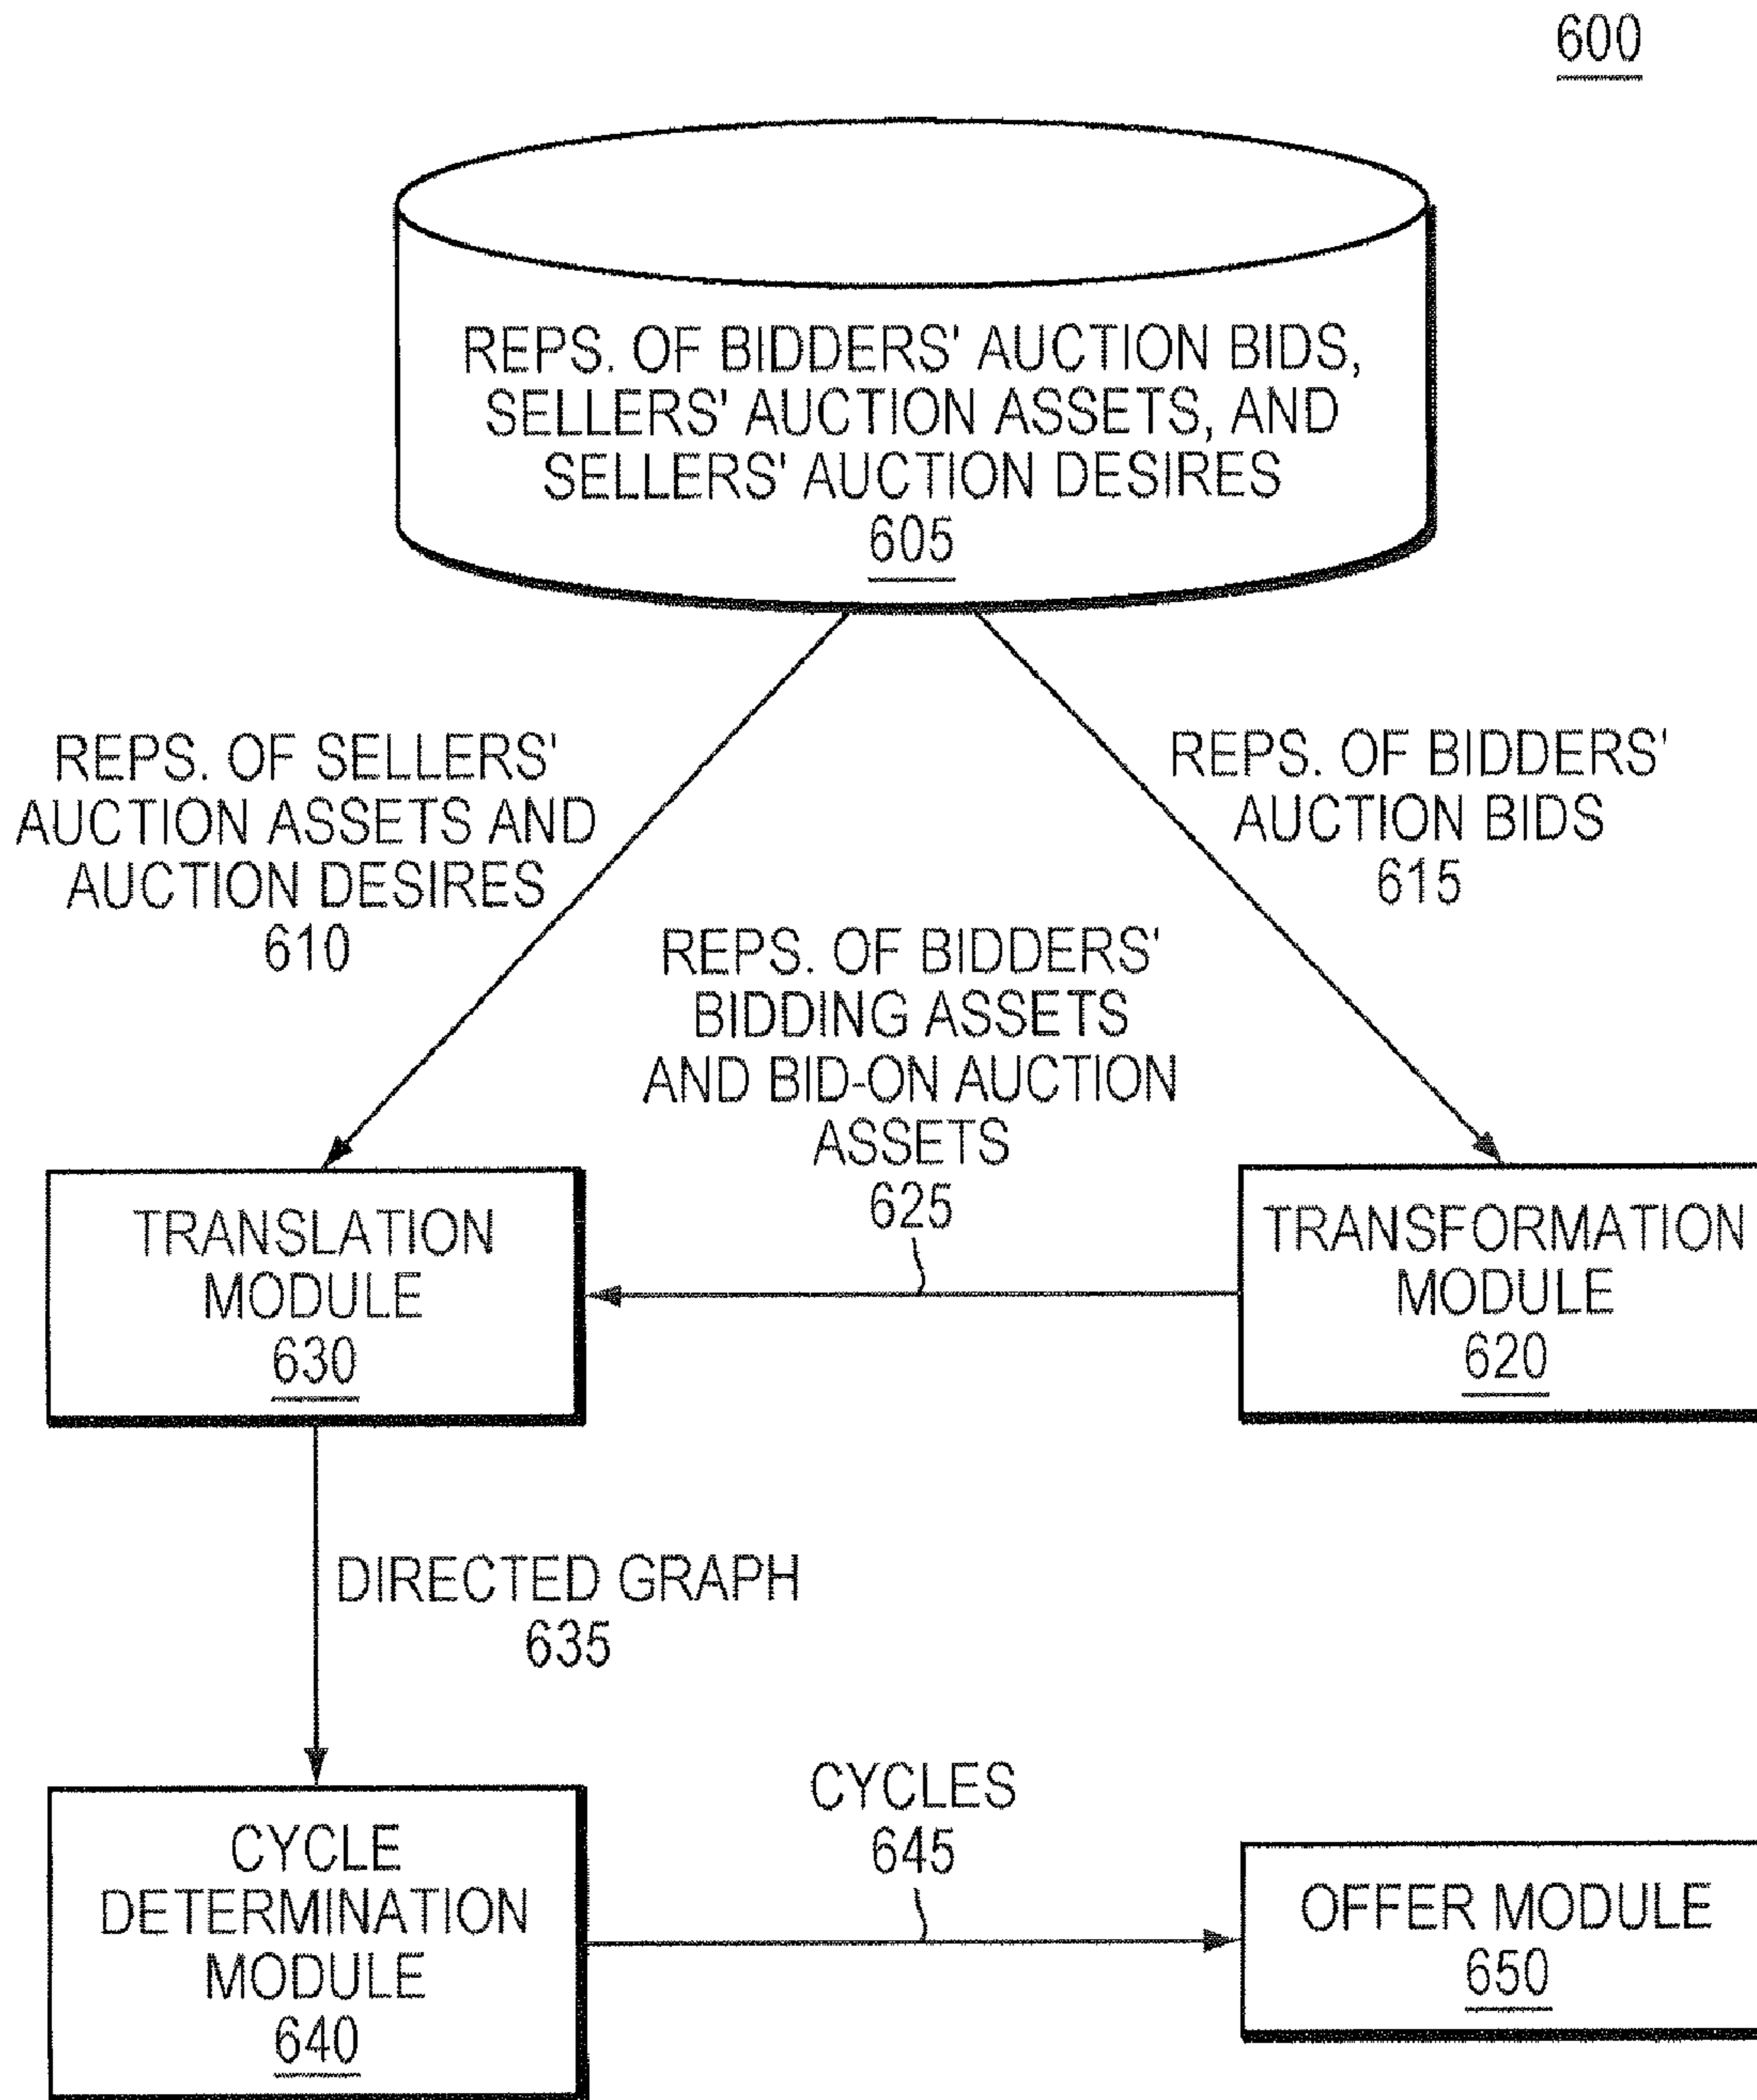 600
REPS. OF BIDDERS' AUCTION BIDS,
SELLERS' AUCTION ASSETS, AND
SELLERS' AUCTION DESIRES
605
REPS. OF SELLERS'
AUCTION ASSETS AND
AUCTION DESIRES
610
REPS. OF BIDDERS'
AUCTION BIDS
615
REPS. OF BIDDERS'
BIDDING ASSETS
AND BID-ON AUCTION
ASSETS
625
TRANSLATION
MODULE
630
TRANSFORMATION
MODULE
620
DIRECTED GRAPH
635
CYCLE
DETERMINATION
MODULE
640
CYCLES
645
OFFER MODULE
650